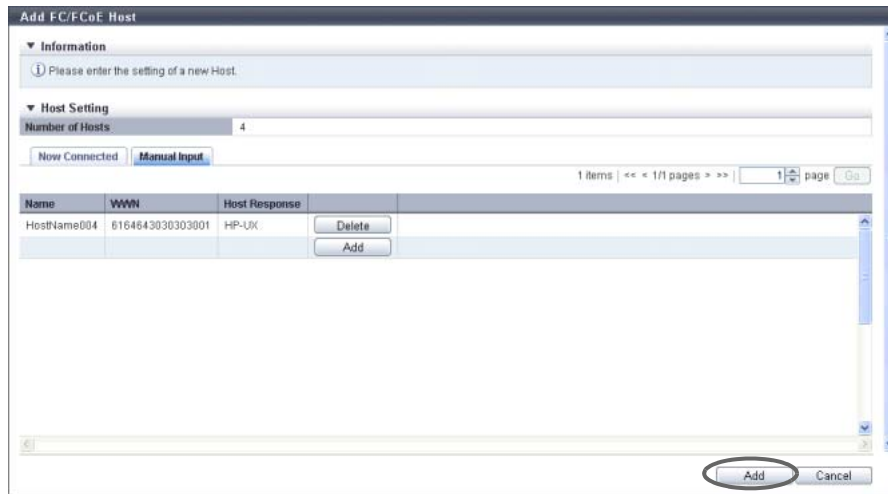 Add FC/FCoE Host
Information
Please enter the setting of a new Host.
Host Setting
Number of Hosts 4
Now Connected Manual Input
1 items | << < 1/1 pages > >> | 1 page Go
Name WWN Host Response
HostName004 6164643030303001 HP-UX Delete
Add
Add Cancel